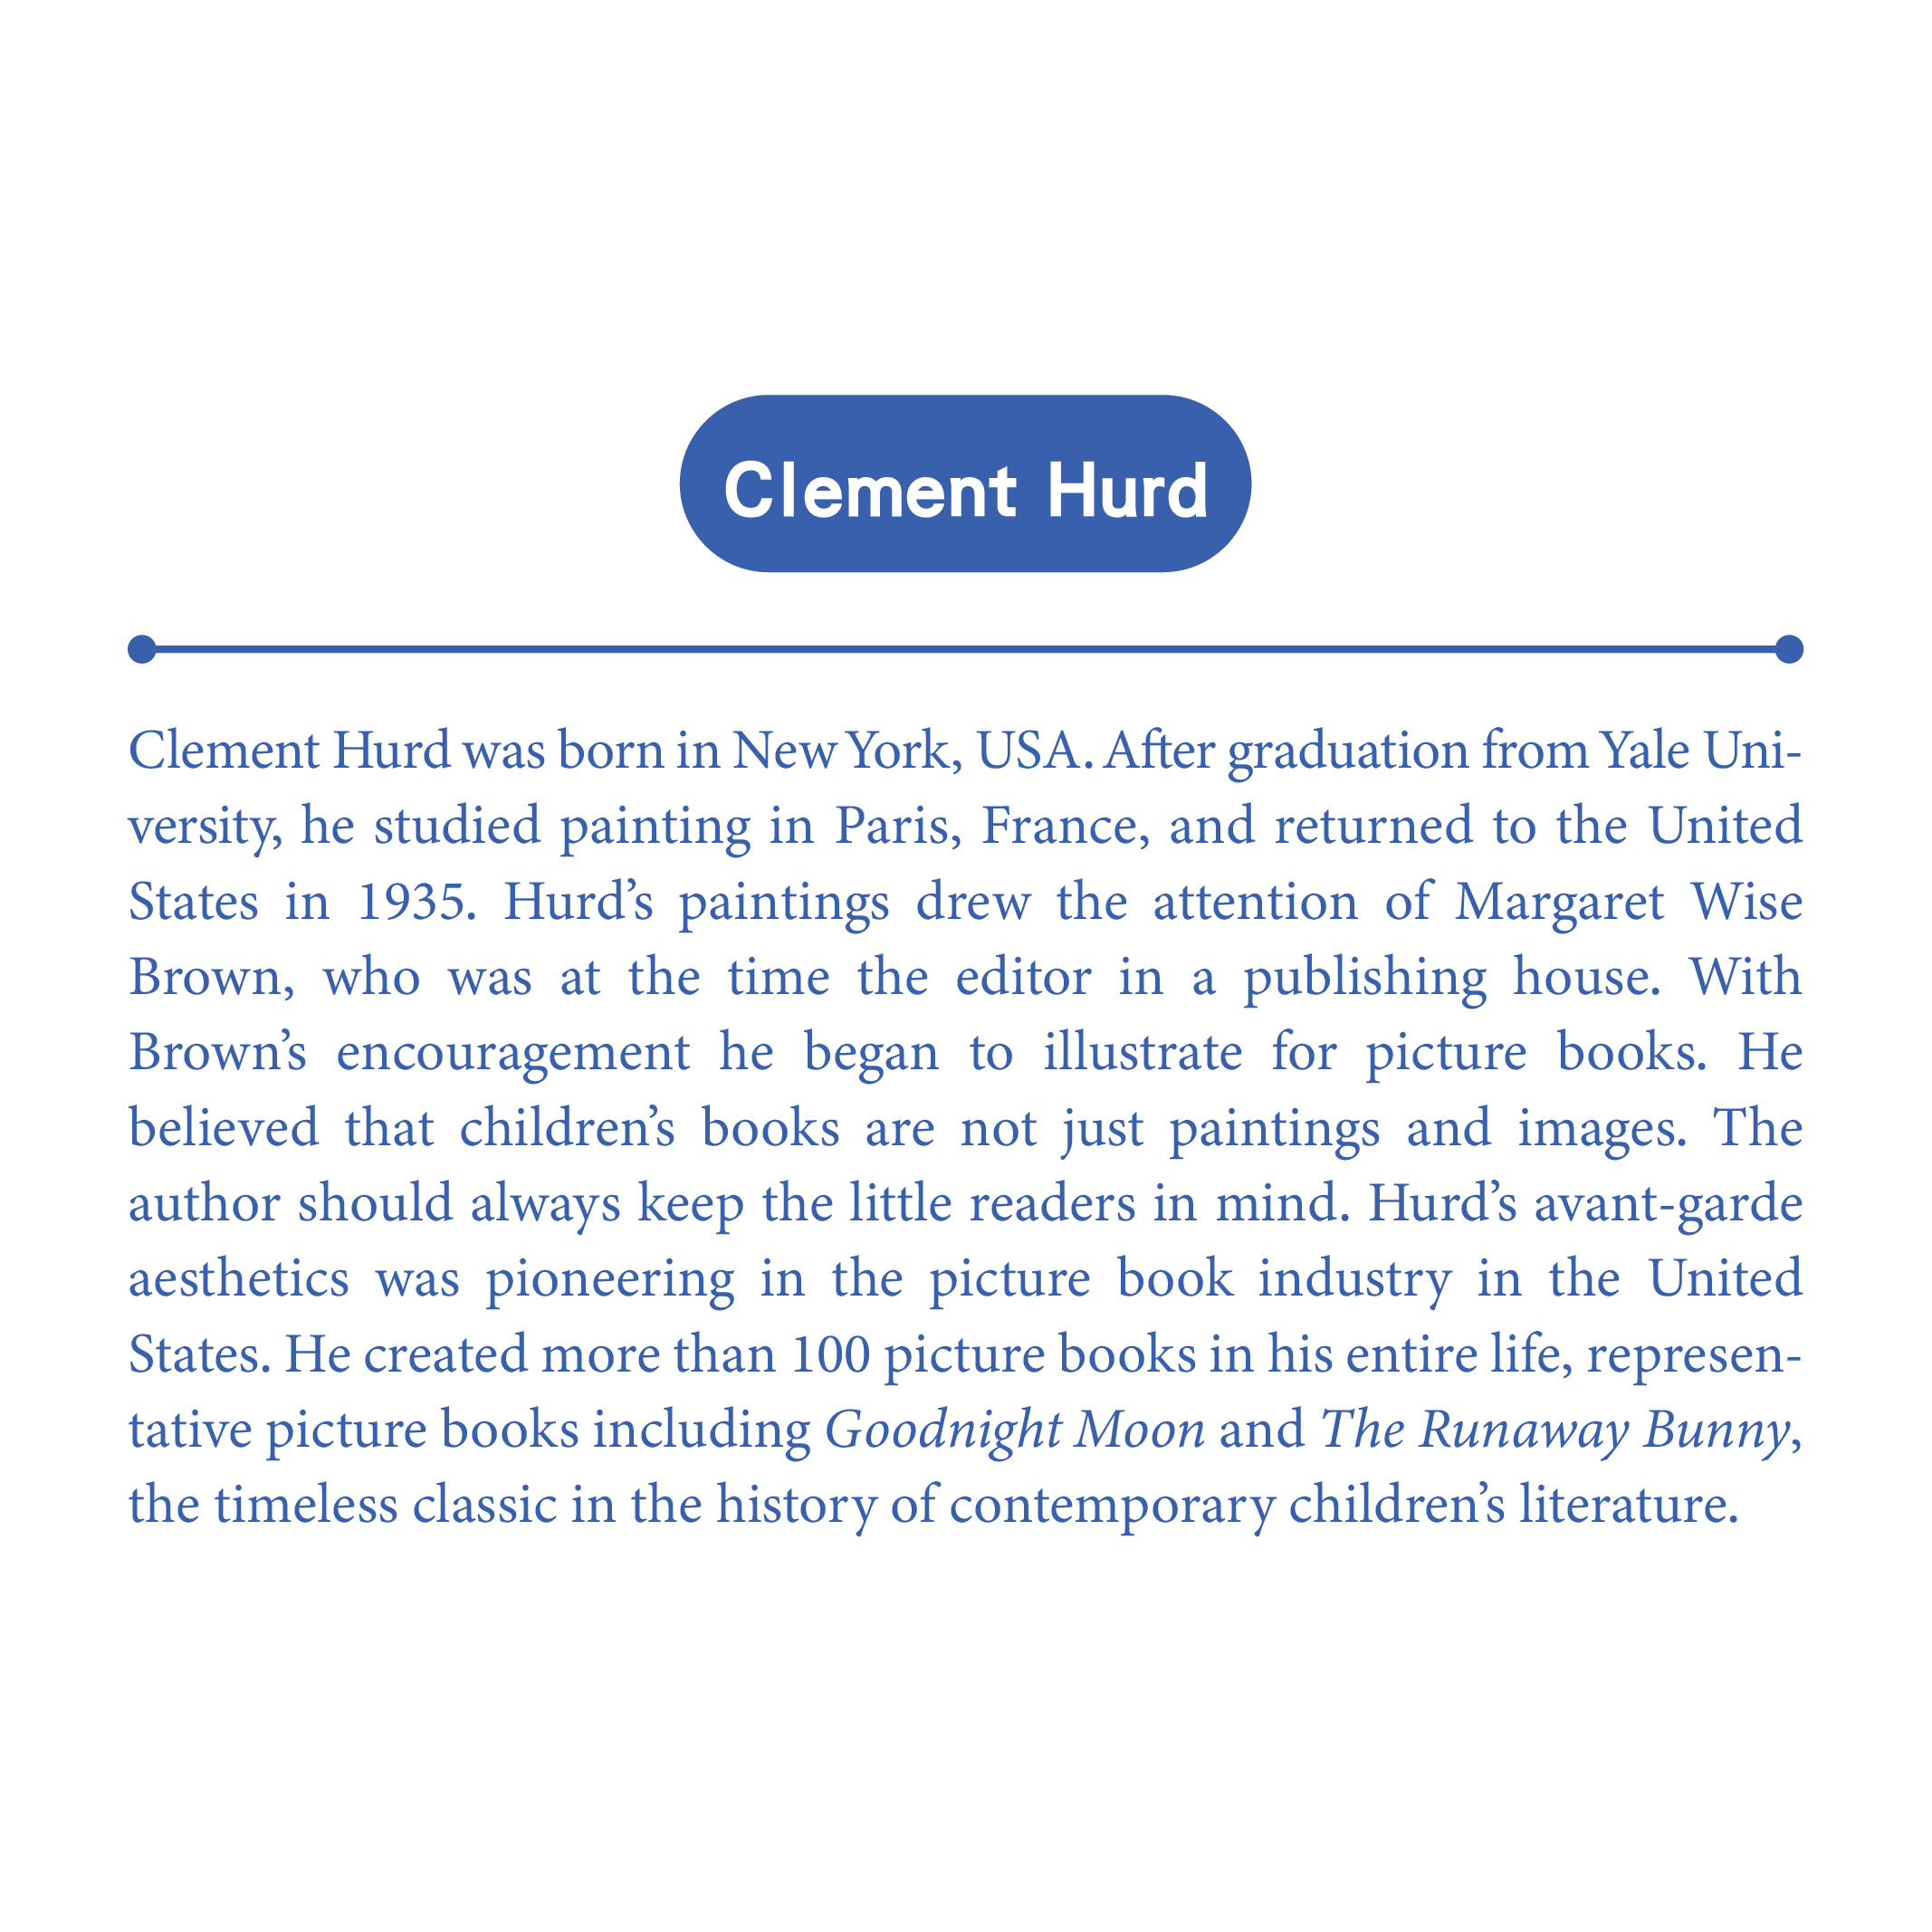 Clement Hurd
Clement Hurd was born in New York, USA. After graduation from Yale Uni-
versity, he studied painting in Paris, France, and returned to the United
States in 1935. Hurd’s paintings drew the attention of Margaret Wise
Brown, who was at the time the editor in a publishing house. With
Brown’s encouragement he began to illustrate for picture books. He
believed that children’s books are not just paintings and images. The
author should always keep the little readers in mind. Hurd’s avant-garde
aesthetics was pioneering in the picture book industry in the United
States. He created more than 100 picture books in his entire life, represen-
tative picture books including Goodnight Moon and The Runaway Bunny,
the timeless classic in the history of contemporary children’s literature.